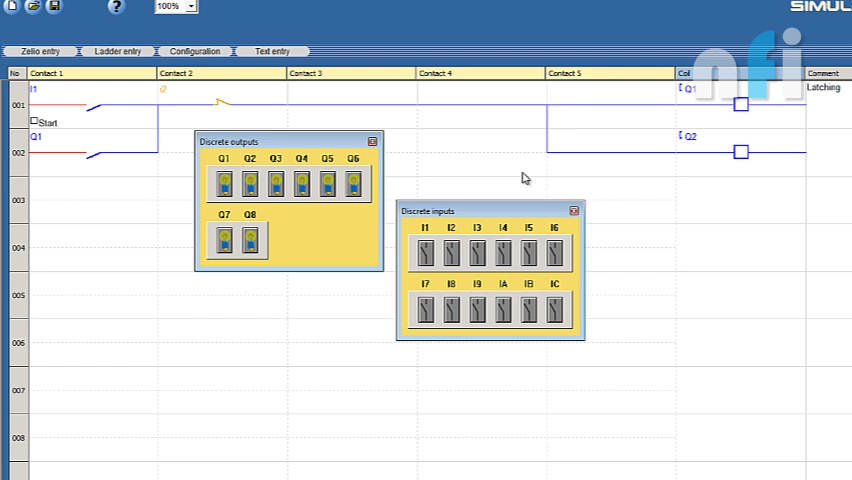 100%
SIMUL
nfi
Zelio entry Ladder entry Configuration Text entry
No Contact 1 Contact 2 Contact 3 Contact 4 Contact 5 Coil Comment
I1 i2 [ Q1 Latching
001
Start
Q1 [ Q2
002
Discrete outputs
Q1 Q2 Q3 Q4 Q5 Q6
Q7 Q8
Discrete inputs
I1 I2 I3 I4 I5 I6
I7 I8 I9 IA IB IC
003
004
005
006
007
008